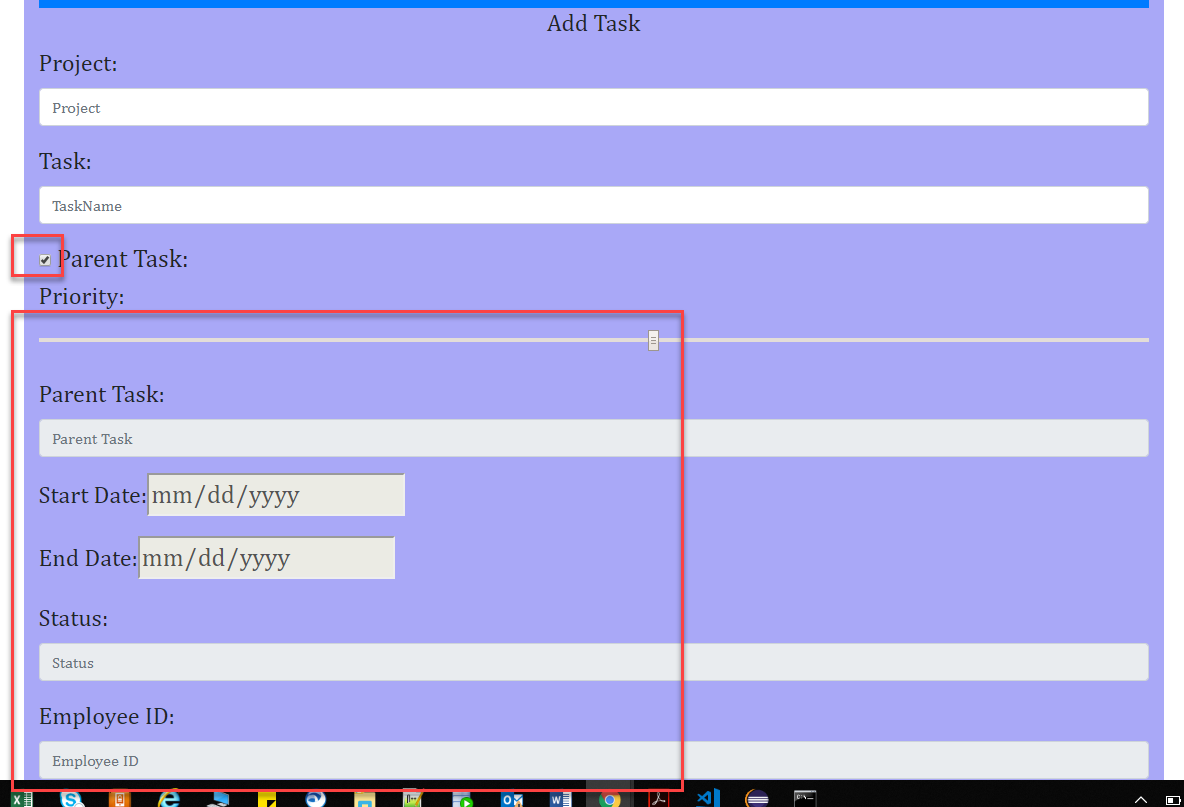 Add Task
Project:
Project
Task:
TaskName
Parent Task:
Priority:
Parent Task:
Parent Task
Start Date: mm/dd/yyyy
End Date: mm/dd/yyyy
Status:
Status
Employee ID:
Employee ID